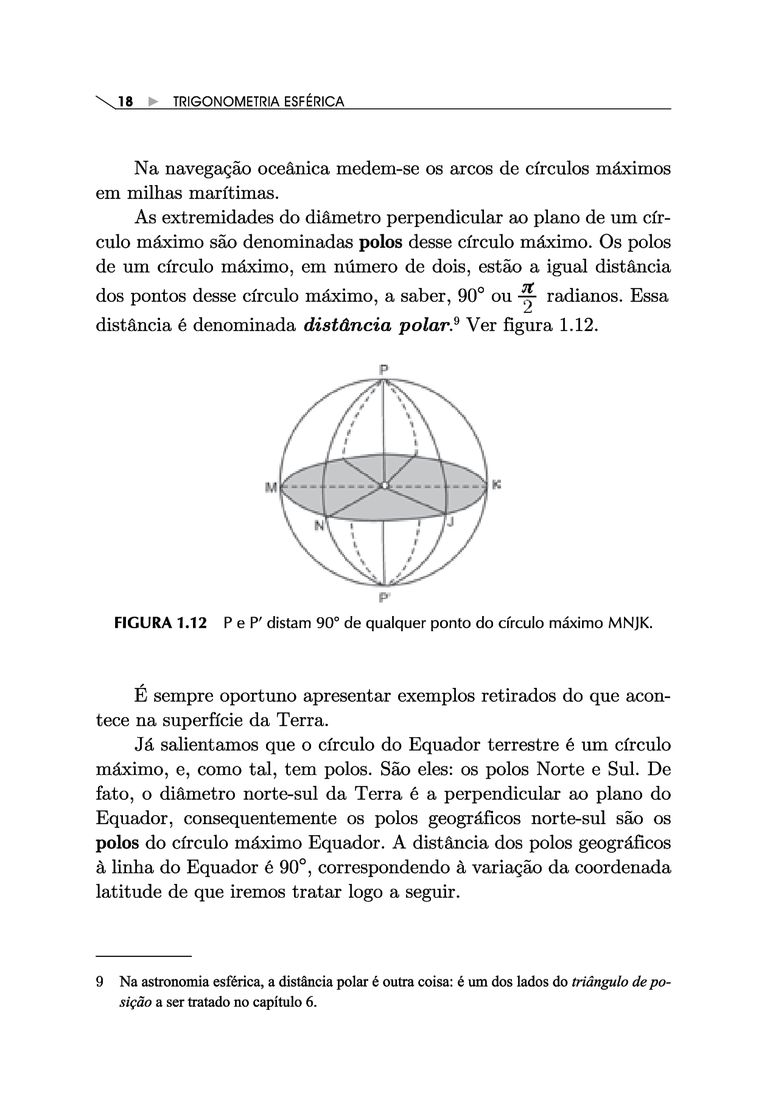 18 ► TRIGONOMETRIA ESFÉRICA
Na navegação oceânica medem-se os arcos de círculos máximos
em milhas marítimas.
As extremidades do diâmetro perpendicular ao plano de um cír-
culo máximo são denominadas polos desse círculo máximo. Os polos
de um círculo máximo, em número de dois, estão a igual distância
dos pontos desse círculo máximo, a saber, 90° ou π/2 radianos. Essa
distância é denominada distância polar.⁹ Ver figura 1.12.
P
M
K
N
J
P'
FIGURA 1.12 P e P′ distam 90° de qualquer ponto do círculo máximo MNJK.
É sempre oportuno apresentar exemplos retirados do que acon-
tece na superfície da Terra.
Já salientamos que o círculo do Equador terrestre é um círculo
máximo, e, como tal, tem polos. São eles: os polos Norte e Sul. De
fato, o diâmetro norte-sul da Terra é a perpendicular ao plano do
Equador, consequentemente os polos geográficos norte-sul são os
polos do círculo máximo Equador. A distância dos polos geográficos
à linha do Equador é 90°, correspondendo à variação da coordenada
latitude de que iremos tratar logo a seguir.
9 Na astronomia esférica, a distância polar é outra coisa: é um dos lados do triângulo de po-
sição a ser tratado no capítulo 6.